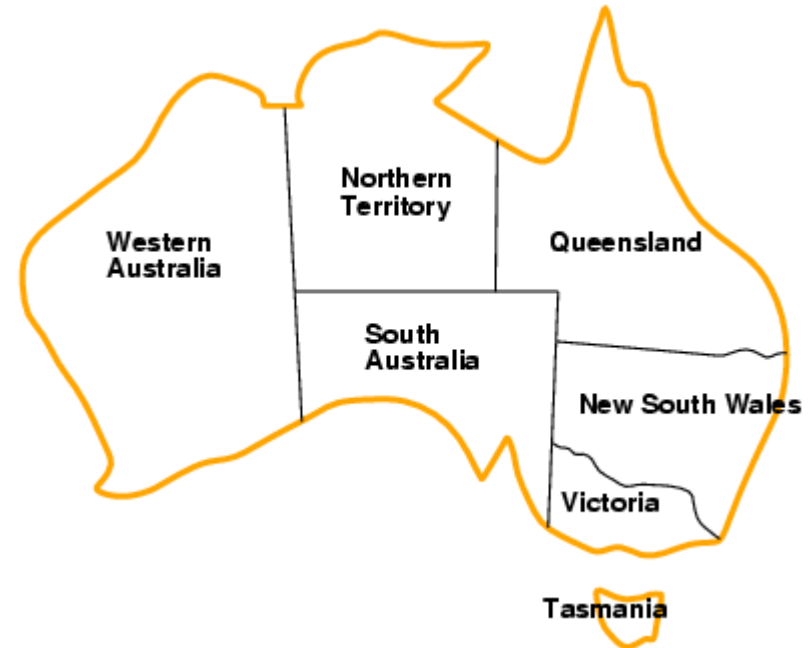 Northern
Territory
Western
Australia
Queensland
South
Australia
New South Wales
Victoria
Tasmania